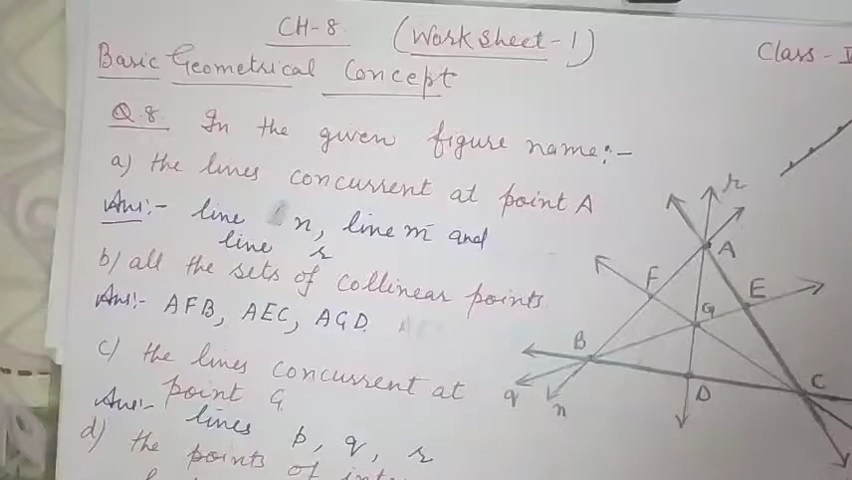 CH-8 (Worksheet-1)
Class-
Basic Geometrical Concept
Q.8. In the given figure name:-
a) the lines concurrent at point A
Ans:- line n, line m and
line r
b) all the sets of collinear points
Ans:- AFB, AEC, AGD.
c) the lines concurrent at
point G
Ans:- lines p, q, r
d) the points of
r
A
F
E
G
B
D
C
q
n